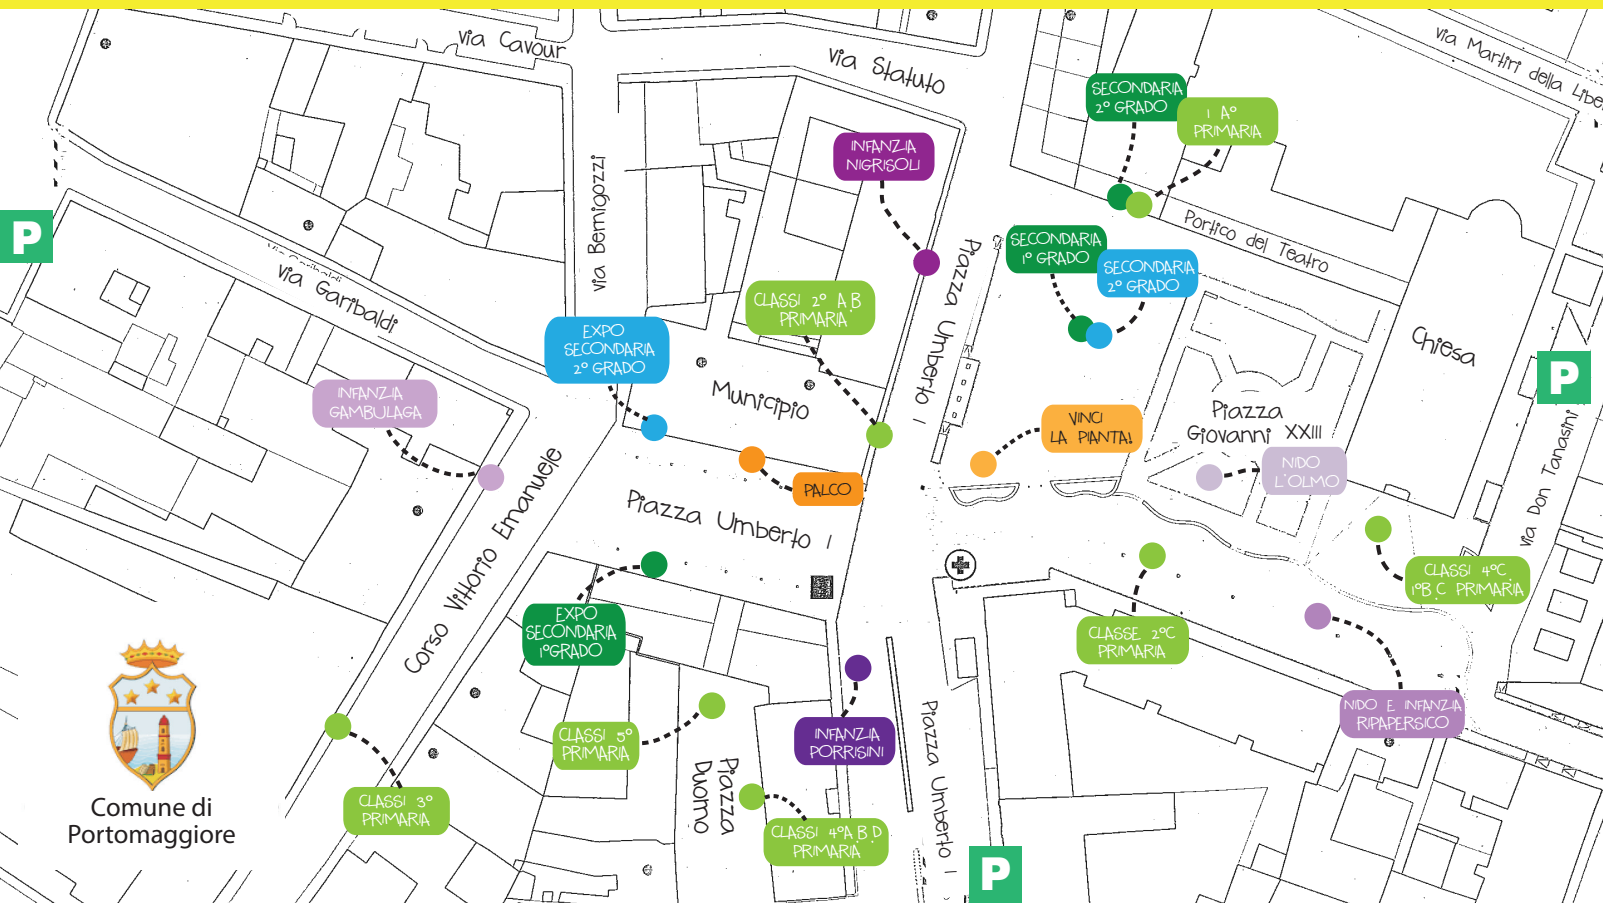 via Cavour
via Statuto
via Martiri della Libe
SECONDARIA
2° GRADO
1 A°
PRIMARIA
INFANZIA
NIGRISOLI
via Bernigozzi
Portico del Teatro
P
via Garibaldi
Piazza Umberto I
SECONDARIA
1° GRADO
SECONDARIA
2° GRADO
CLASSI 2° A B
PRIMARIA
EXPO
SECONDARIA
2° GRADO
Chiesa
P
INFANZIA
GAMBULAGA
Municipio
VINCI
LA PIANTA!
Piazza
Giovanni XXIII
NIDO
L'OLMO
via Don Tanasini
PALCO
Corso Vittorio Emanuele
Piazza Umberto I
CLASSI 4°C
1°B C PRIMARIA
EXPO
SECONDARIA
1°GRADO
CLASSE 2°C
PRIMARIA
NIDO E INFANZIA
RIPAPERSICO
CLASSI 5°
PRIMARIA
INFANZIA
PORRISINI
Piazza
Duomo
Piazza Umberto I
CLASSI 3°
PRIMARIA
CLASSI 4°A B D
PRIMARIA
Comune di
Portomaggiore
P